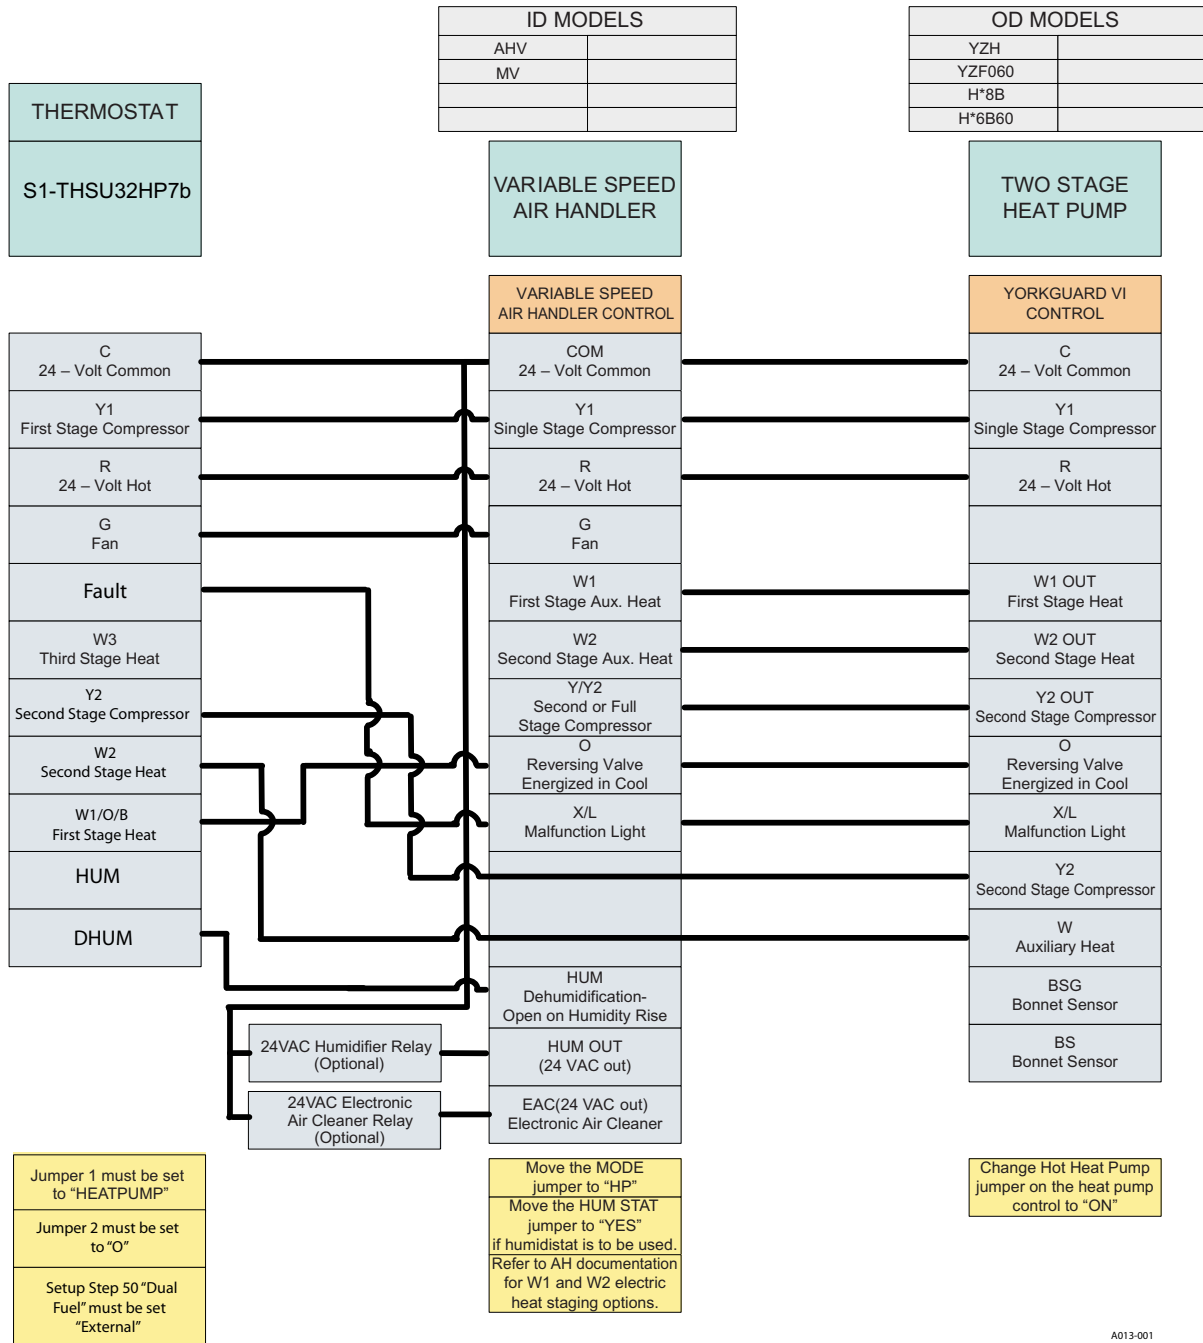 ID MODELS
AHV
MV
OD MODELS
YZH
YZF060
H*8B
H*6B60
THERMOSTAT
S1-THSU32HP7b
VARIABLE SPEED
AIR HANDLER
TWO STAGE
HEAT PUMP
VARIABLE SPEED
AIR HANDLER CONTROL
YORKGUARD VI
CONTROL
C
24 – Volt Common
Y1
First Stage Compressor
R
24 – Volt Hot
G
Fan
Fault
W3
Third Stage Heat
Y2
Second Stage Compressor
W2
Second Stage Heat
W1/O/B
First Stage Heat
HUM
DHUM
COM
24 – Volt Common
Y1
Single Stage Compressor
R
24 – Volt Hot
G
Fan
W1
First Stage Aux. Heat
W2
Second Stage Aux. Heat
Y/Y2
Second or Full
Stage Compressor
O
Reversing Valve
Energized in Cool
X/L
Malfunction Light
HUM
Dehumidification-
Open on Humidity Rise
HUM OUT
(24 VAC out)
EAC(24 VAC out)
Electronic Air Cleaner
C
24 – Volt Common
Y1
Single Stage Compressor
R
24 – Volt Hot
W1 OUT
First Stage Heat
W2 OUT
Second Stage Heat
Y2 OUT
Second Stage Compressor
O
Reversing Valve
Energized in Cool
X/L
Malfunction Light
Y2
Second Stage Compressor
W
Auxiliary Heat
BSG
Bonnet Sensor
BS
Bonnet Sensor
24VAC Humidifier Relay
(Optional)
24VAC Electronic
Air Cleaner Relay
(Optional)
Jumper 1 must be set
to “HEATPUMP”
Jumper 2 must be set
to “O”
Setup Step 50 “Dual
Fuel” must be set
“External”
Move the MODE
jumper to “HP”
Move the HUM STAT
jumper to “YES”
if humidistat is to be used.
Refer to AH documentation
for W1 and W2 electric
heat staging options.
Change Hot Heat Pump
jumper on the heat pump
control to “ON”
A013-001